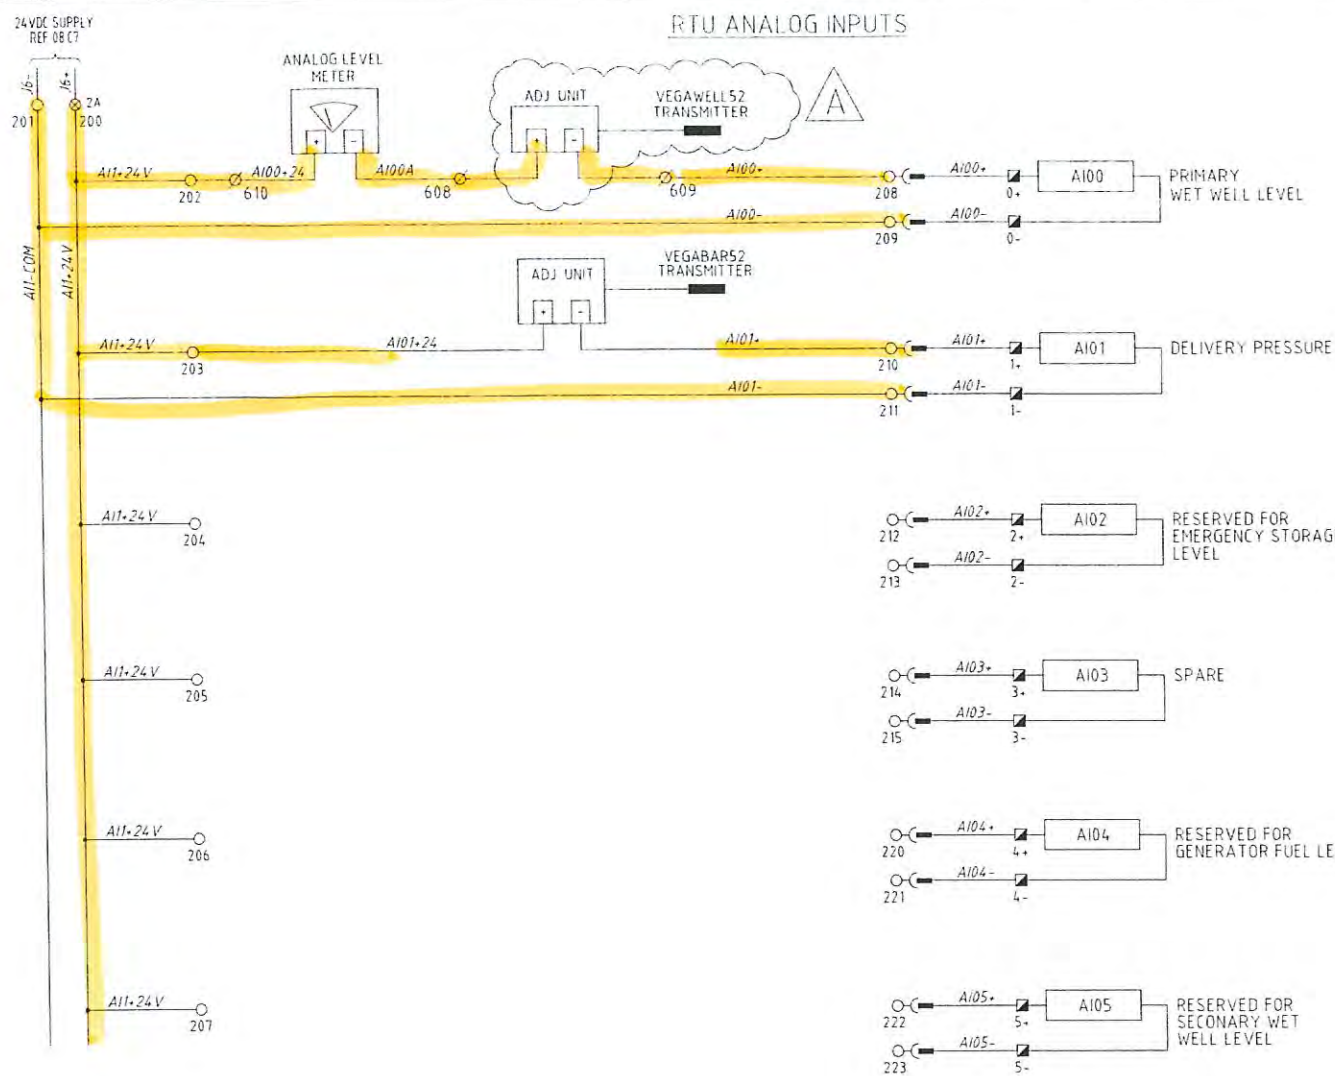 RTU ANALOG INPUTS
24VDC SUPPLY
REF 08 C7
J6-
J6+
201
2A
200
ANALOG LEVEL
METER
+
-
ADJ UNIT
+
-
VEGAWELL52
TRANSMITTER
A
AI1+24V
202
AI00+24
610
AI00A
608
609
AI00+
208
AI00+
0+
AI00
PRIMARY
WET WELL LEVEL
AI00-
209
AI00-
0-
AI1-COM
AI1+24V
ADJ UNIT
+
-
VEGABAR52
TRANSMITTER
AI1+24V
203
AI01+24
AI01+
210
AI01+
1+
AI01
DELIVERY PRESSURE
AI01-
211
AI01-
1-
AI1+24V
204
212
AI02+
2+
AI02
RESERVED FOR
EMERGENCY STORAG
LEVEL
213
AI02-
2-
AI1+24V
205
214
AI03+
3+
AI03
SPARE
215
AI03-
3-
AI1+24V
206
220
AI04+
4+
AI04
RESERVED FOR
GENERATOR FUEL LE
221
AI04-
4-
AI1+24V
207
222
AI05+
5+
AI05
RESERVED FOR
SECONARY WET
WELL LEVEL
223
AI05-
5-